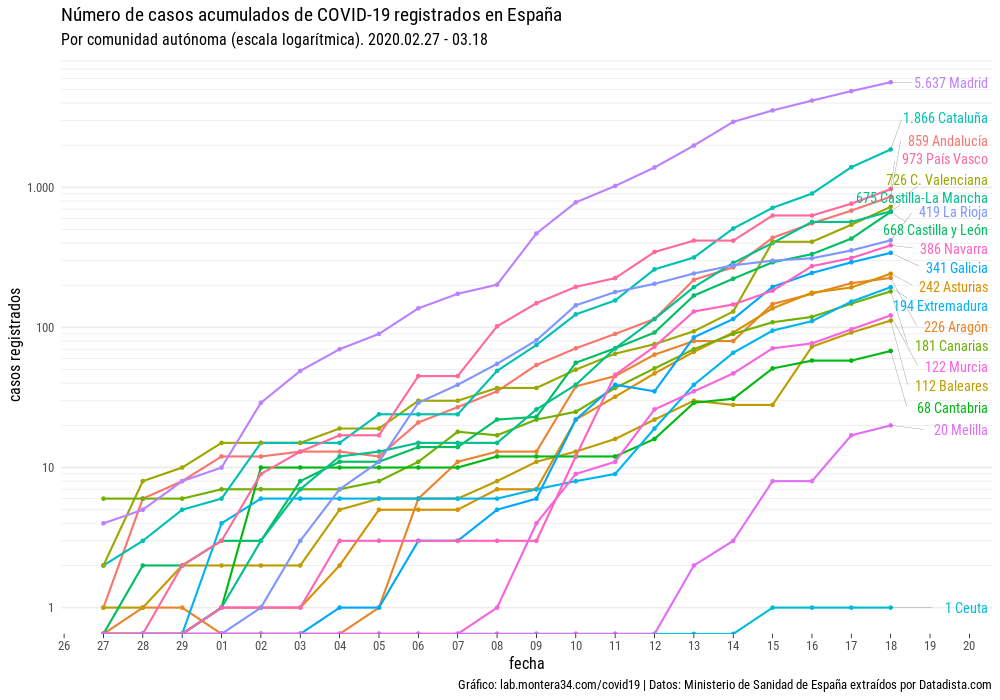 Número de casos acumulados de COVID-19 registrados en España
Por comunidad autónoma (escala logarítmica). 2020.02.27 - 03.18
5.637 Madrid
1.866 Cataluña
859 Andalucía
973 País Vasco
726 C. Valenciana
675 Castilla-La Mancha
419 La Rioja
668 Castilla y León
386 Navarra
341 Galicia
242 Asturias
194 Extremadura
226 Aragón
181 Canarias
122 Murcia
112 Baleares
68 Cantabria
20 Melilla
1 Ceuta
casos registrados
1.000
100
10
1
26 27 28 29 01 02 03 04 05 06 07 08 09 10 11 12 13 14 15 16 17 18 19 20
fecha
Gráfico: lab.montera34.com/covid19 | Datos: Ministerio de Sanidad de España extraídos por Datadista.com